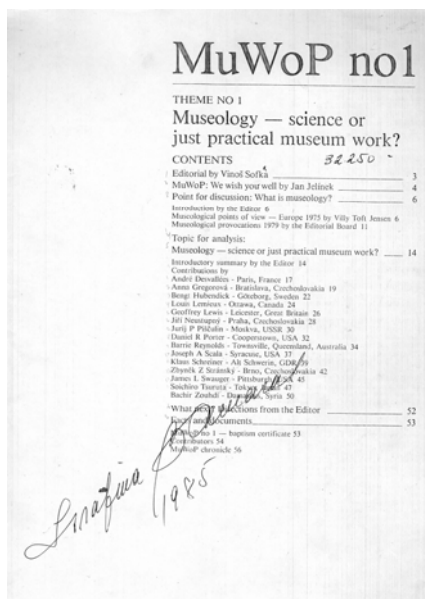 MuWoP no1
THEME NO 1
Museology — science or
just practical museum work?
CONTENTS
32250 -
Editorial by Vinoš Sofka 3
MuWoP: We wish you well by Jan Jelínek 4
Point for discussion: What is museology? 6
Introduction by the Editor 6
Museological points of view — Europe 1975 by Villy Toft Jensen 6
Museological provocations 1979 by the Editorial Board 11
Topic for analysis:
Museology — science or just practical museum work? 14
Introductory summary by the Editor 14
Contributions by
André Desvallées - Paris, France 17
Anna Gregorová - Bratislava, Czechoslovakia 19
Bengt Hubendick - Göteborg, Sweden 22
Louis Lemieux - Ottawa, Canada 24
Geoffrey Lewis - Leicester, Great Britain 26
Jiří Neustupný - Praha, Czechoslovakia 28
Jurij P Piščulin - Moskva, USSR 30
Daniel R Porter - Cooperstown, USA 32
Barrie Reynolds - Townsville, Queensland, Australia 34
Joseph A Scala - Syracuse, USA 37
Klaus Schreiner - Alt Schwerin, GDR 39
Zbyněk Z Stránský - Brno, Czechoslovakia 42
James L Swauger - Pittsburgh, USA 45
Soichiro Tsuruta - Tokyo, 47
Bachir Zouhdi - Damascus, Syria 50
What next? from the Editor 52
Facts and documents 53
MuWoP no 1 — baptism certificate 53
Contributors 54
MuWoP chronicle 56
1985